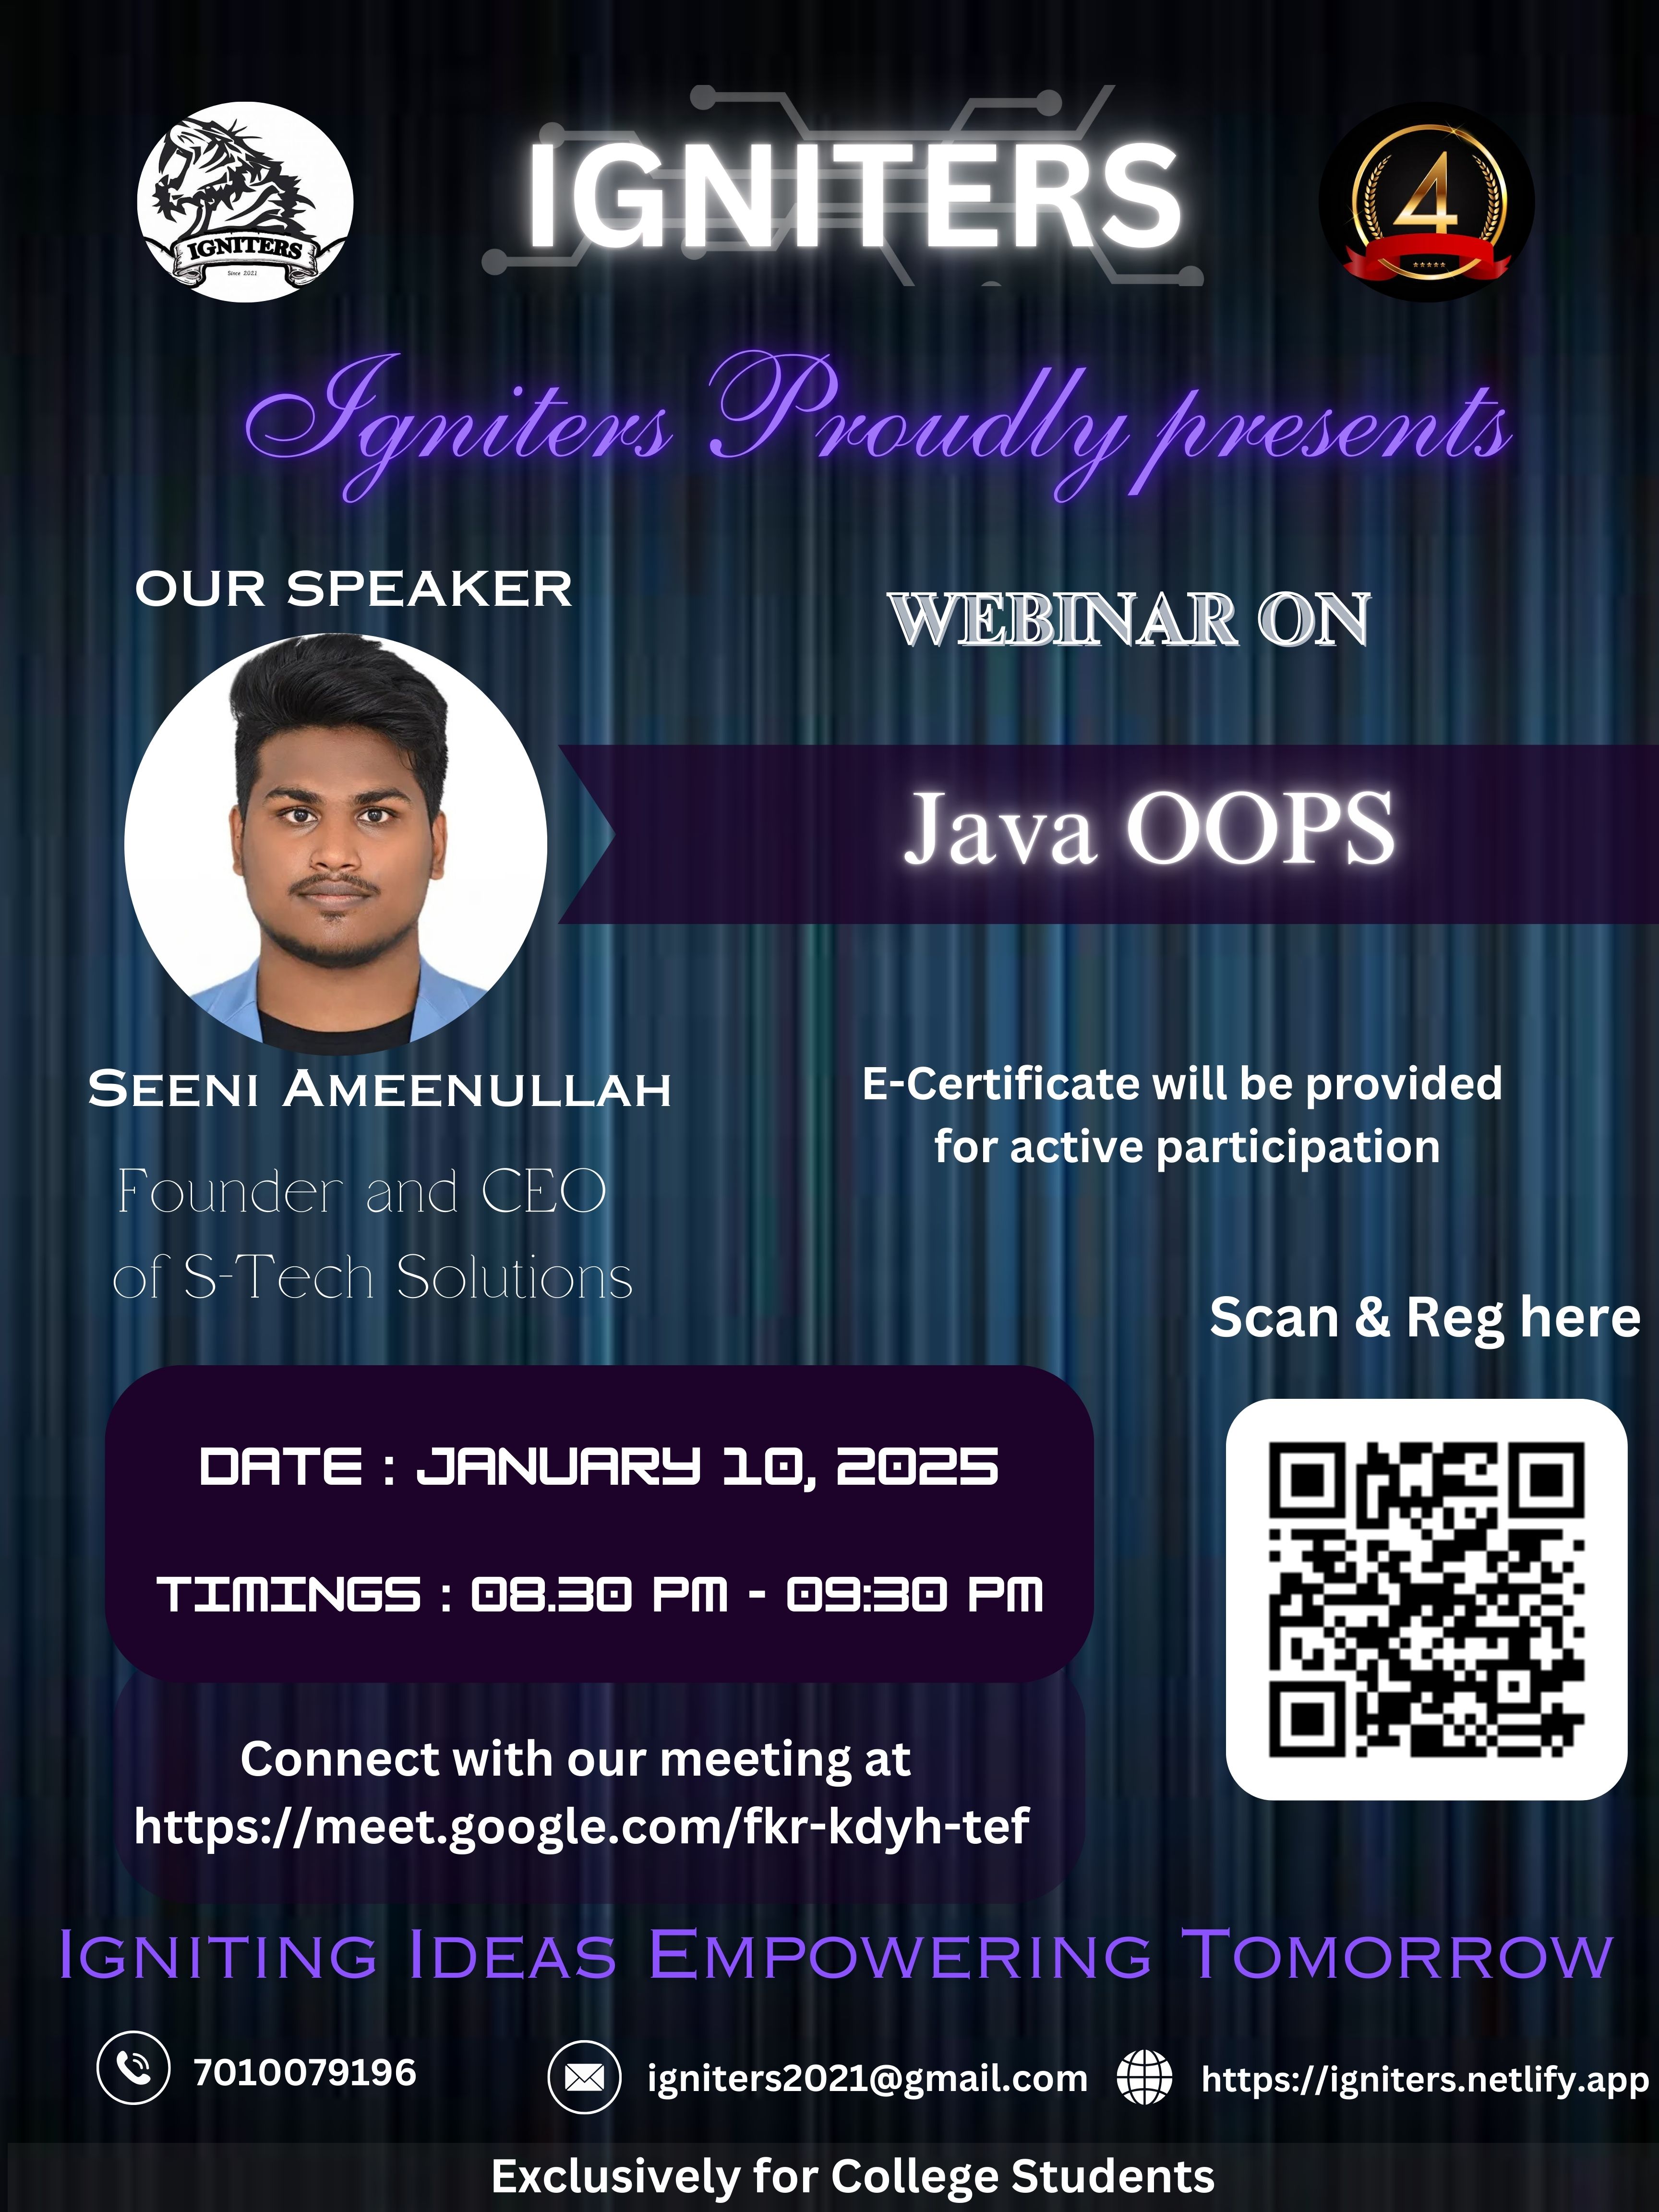 IGNITERS
IGNITERS
Since 2021
4
Igniters Proudly presents
OUR SPEAKER
WEBINAR ON
Java OOPS
SEENI AMEENULLAH
Founder and CEO
of S-Tech Solutions
E-Certificate will be provided
for active participation
Scan & Reg here
DATE : JANUARY 10, 2025
TIMINGS : 08.30 PM - 09:30 PM
Connect with our meeting at
https://meet.google.com/fkr-kdyh-tef
IGNITING IDEAS EMPOWERING TOMORROW
7010079196
igniters2021@gmail.com
https://igniters.netlify.app
Exclusively for College Students